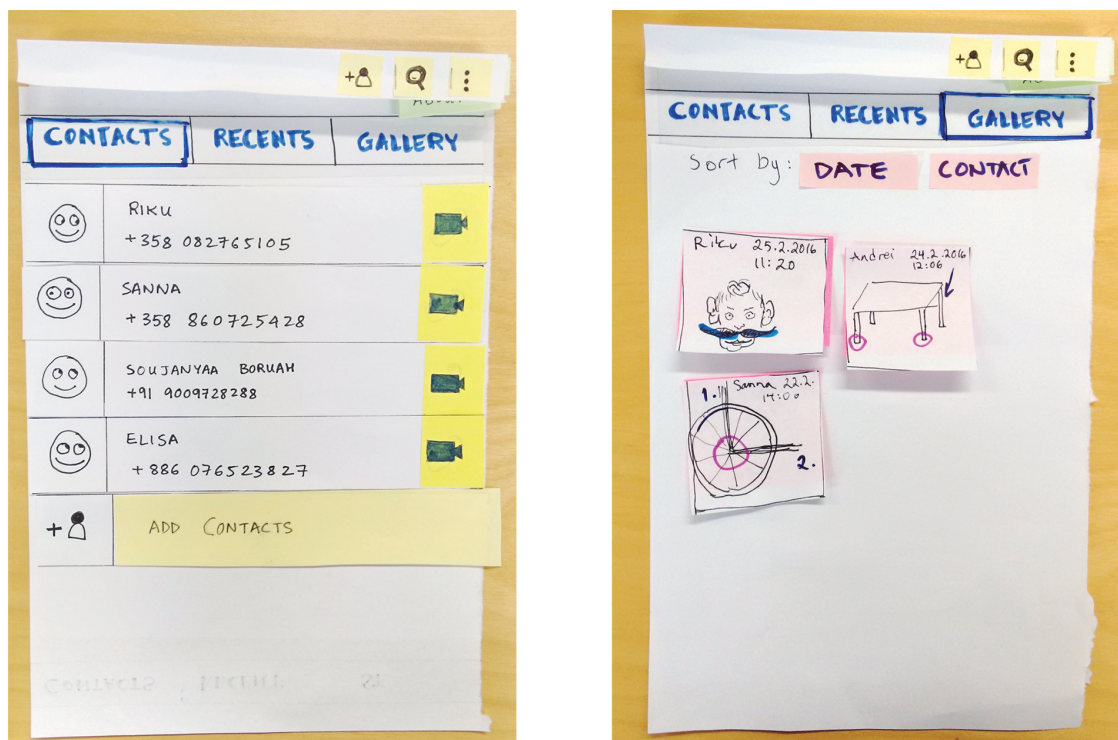 +
CONTACTS RECENTS GALLERY
RIKU
+358 082765105
SANNA
+358 860725428
SOUJANYAA BORUAH
+91 9009728288
ELISA
+886 076523827
+
ADD CONTACTS
+
CONTACTS RECENTS GALLERY
Sort by: DATE CONTACT
Riku 25.2.2016
11:20
Andrei 24.2.2016
12:06
Sanna 22.2.
1.
2.